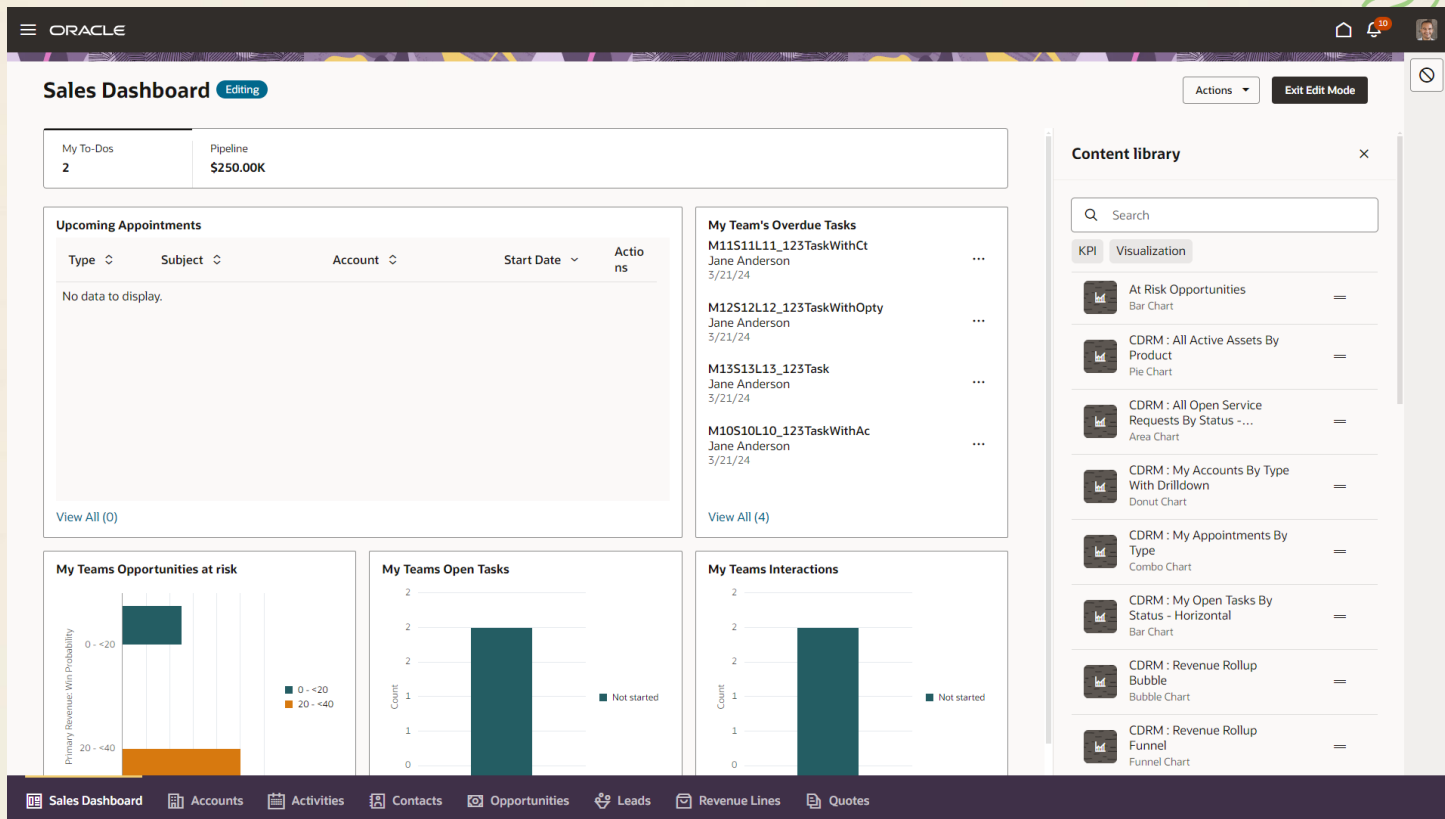 ORACLE
10
Sales Dashboard
Editing
Actions
Exit Edit Mode
My To-Dos
2
Pipeline
$250.00K
Upcoming Appointments
Type
Subject
Account
Start Date
Actio
ns
No data to display.
View All (0)
My Team's Overdue Tasks
M11S11L11_123TaskWithCt
Jane Anderson
3/21/24
M12S12L12_123TaskWithOpty
Jane Anderson
3/21/24
M13S13L13_123Task
Jane Anderson
3/21/24
M10S10L10_123TaskWithAc
Jane Anderson
3/21/24
View All (4)
My Teams Opportunities at risk
Primary Revenue: Win Probability
0 - <20
20 - <40
0 - <20
20 - <40
My Teams Open Tasks
Count
2
2
2
1
1
0
Not started
My Teams Interactions
Count
2
2
2
1
1
0
Not started
Content library
Search
KPI
Visualization
At Risk Opportunities
Bar Chart
CDRM : All Active Assets By
Product
Pie Chart
CDRM : All Open Service
Requests By Status -...
Area Chart
CDRM : My Accounts By Type
With Drilldown
Donut Chart
CDRM : My Appointments By
Type
Combo Chart
CDRM : My Open Tasks By
Status - Horizontal
Bar Chart
CDRM : Revenue Rollup
Bubble
Bubble Chart
CDRM : Revenue Rollup
Funnel
Funnel Chart
Sales Dashboard
Accounts
Activities
Contacts
Opportunities
Leads
Revenue Lines
Quotes